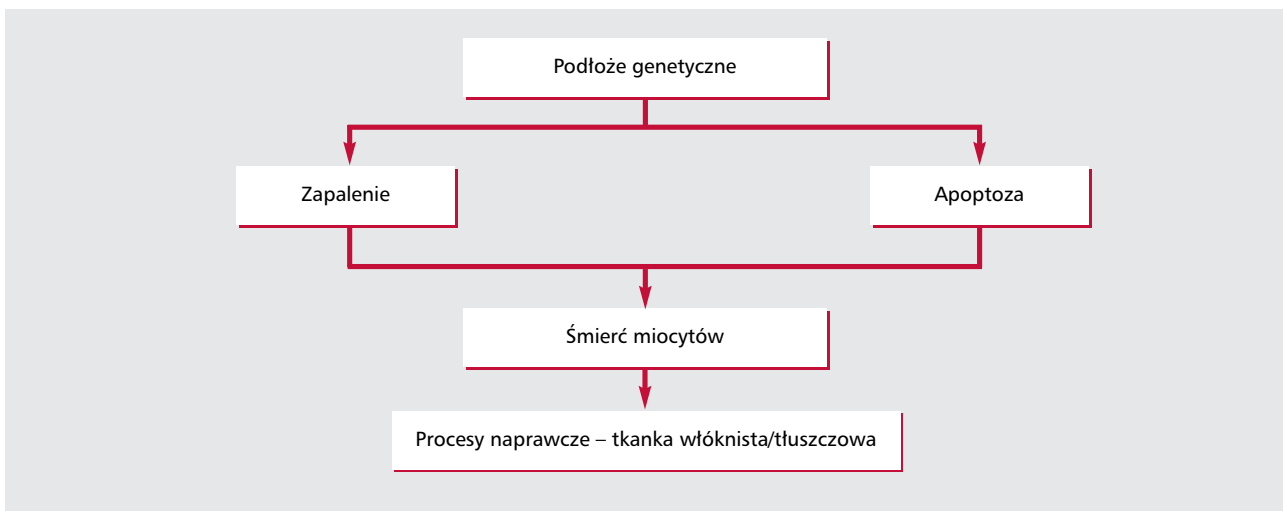 Podłoże genetyczne
Zapalenie
Apoptoza
Śmierć miocytów
Procesy naprawcze – tkanka włóknista/tłuszczowa